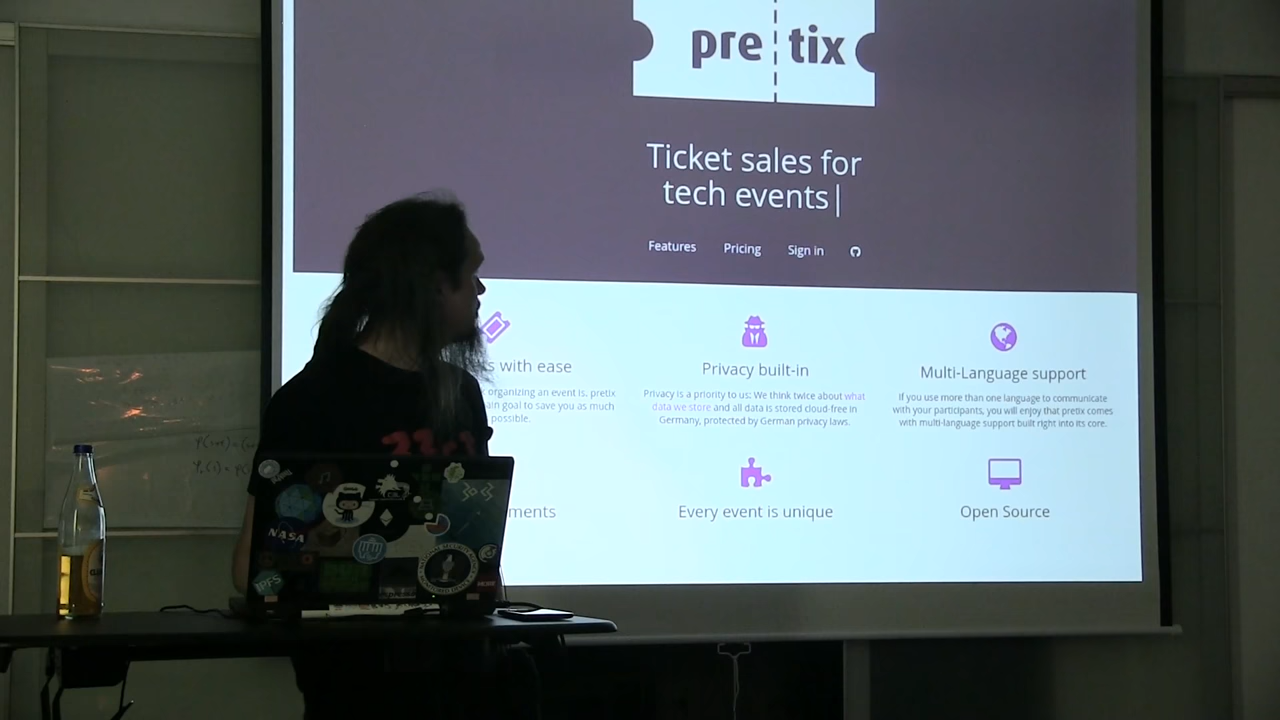 pre tix
Ticket sales for
tech events|
Features Pricing Sign in
s with ease
organizing an event is. pretix
ain goal to save you as much
possible.
Privacy built-in
Privacy is a priority to us: We think twice about what
data we store and all data is stored cloud-free in
Germany, protected by German privacy laws.
Multi-Language support
If you use more than one language to communicate
with your participants, you will enjoy that pretix comes
with multi-language support built right into its core.
ments
Every event is unique
Open Source
NASA
IPFS